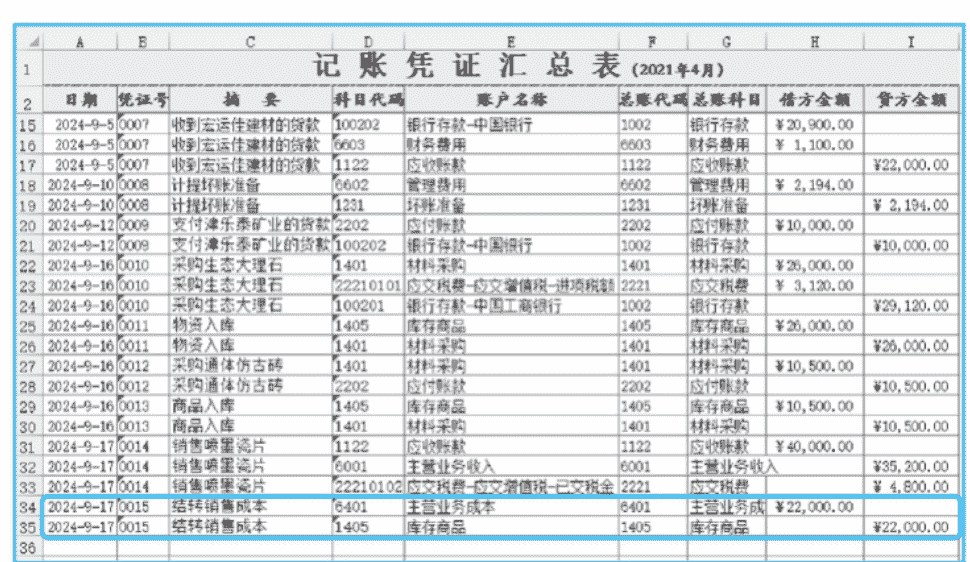 A B C D E F G H I
1 记 账 凭 证 汇 总 表 (2021年4月)
2 日期 凭证号 摘 要 科目代码 账户名称 总账代码 总账科目 借方金额 贷方金额
15 2024-9-5 0007 收到宏运佳建材的货款 100202 银行存款-中国银行 1002 银行存款 ¥20,900.00
16 2024-9-5 0007 收到宏运佳建材的货款 6603 财务费用 6603 财务费用 ¥ 1,100.00
17 2024-9-5 0007 收到宏运佳建材的货款 1122 应收账款 1122 应收账款 ¥22,000.00
18 2024-9-10 0008 计提坏账准备 6602 管理费用 6602 管理费用 ¥ 2,194.00
19 2024-9-10 0008 计提坏账准备 1231 坏账准备 1231 坏账准备 ¥ 2,194.00
20 2024-9-12 0009 支付津乐泰矿业的货款 2202 应付账款 2202 应付账款 ¥10,000.00
21 2024-9-12 0009 支付津乐泰矿业的货款 100202 银行存款-中国银行 1002 银行存款 ¥10,000.00
22 2024-9-16 0010 采购生态大理石 1401 材料采购 1401 材料采购 ¥26,000.00
23 2024-9-16 0010 采购生态大理石 22210101 应交税费-应交增值税-进项税额 2221 应交税费 ¥ 3,120.00
24 2024-9-16 0010 采购生态大理石 100201 银行存款-中国工商银行 1002 银行存款 ¥29,120.00
25 2024-9-16 0011 物资入库 1405 库存商品 1405 库存商品 ¥26,000.00
26 2024-9-16 0011 物资入库 1401 材料采购 1401 材料采购 ¥26,000.00
27 2024-9-16 0012 采购通体仿古砖 1401 材料采购 1401 材料采购 ¥10,500.00
28 2024-9-16 0012 采购通体仿古砖 2202 应付账款 2202 应付账款 ¥10,500.00
29 2024-9-16 0013 商品入库 1405 库存商品 1405 库存商品 ¥10,500.00
30 2024-9-16 0013 商品入库 1401 材料采购 1401 材料采购 ¥10,500.00
31 2024-9-17 0014 销售喷墨瓷片 1122 应收账款 1122 应收账款 ¥40,000.00
32 2024-9-17 0014 销售喷墨瓷片 6001 主营业务收入 6001 主营业务收入 ¥35,200.00
33 2024-9-17 0014 销售喷墨瓷片 22210102 应交税费-应交增值税-已交税金 2221 应交税费 ¥ 4,800.00
34 2024-9-17 0015 结转销售成本 6401 主营业务成本 6401 主营业务成 ¥22,000.00
35 2024-9-17 0015 结转销售成本 1405 库存商品 1405 库存商品 ¥22,000.00
36